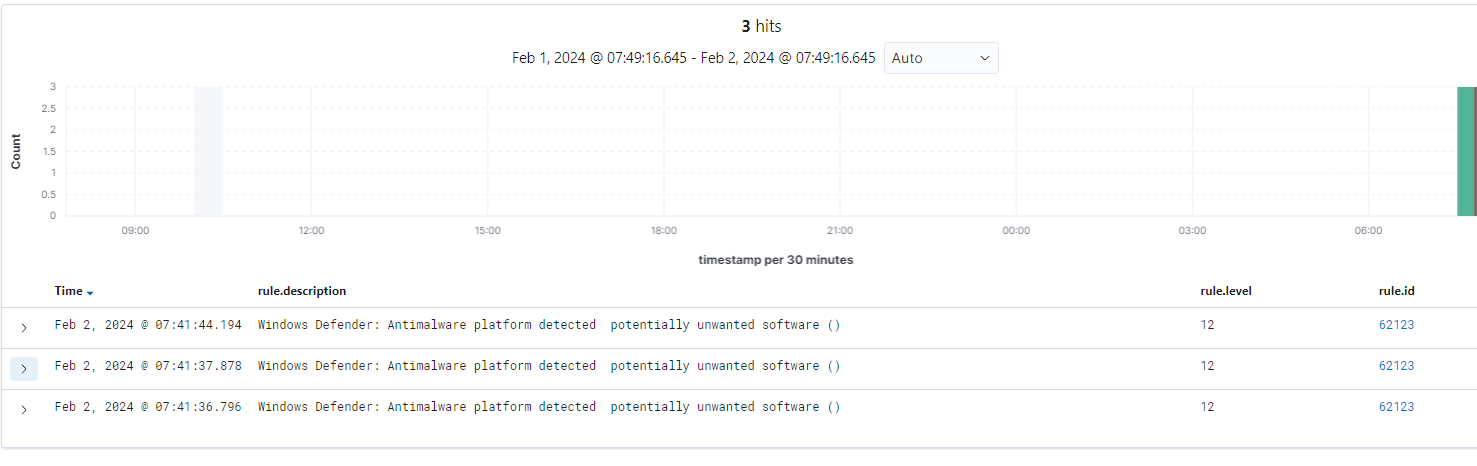 3 hits
Feb 1, 2024 @ 07:49:16.645 - Feb 2, 2024 @ 07:49:16.645 Auto
3
2.5
2
1.5
1
0.5
0
Count
09:00 12:00 15:00 18:00 21:00 00:00 03:00 06:00
timestamp per 30 minutes
Time rule.description rule.level rule.id
Feb 2, 2024 @ 07:41:44.194 Windows Defender: Antimalware platform detected  potentially unwanted software () 12 62123
Feb 2, 2024 @ 07:41:37.878 Windows Defender: Antimalware platform detected  potentially unwanted software () 12 62123
Feb 2, 2024 @ 07:41:36.796 Windows Defender: Antimalware platform detected  potentially unwanted software () 12 62123